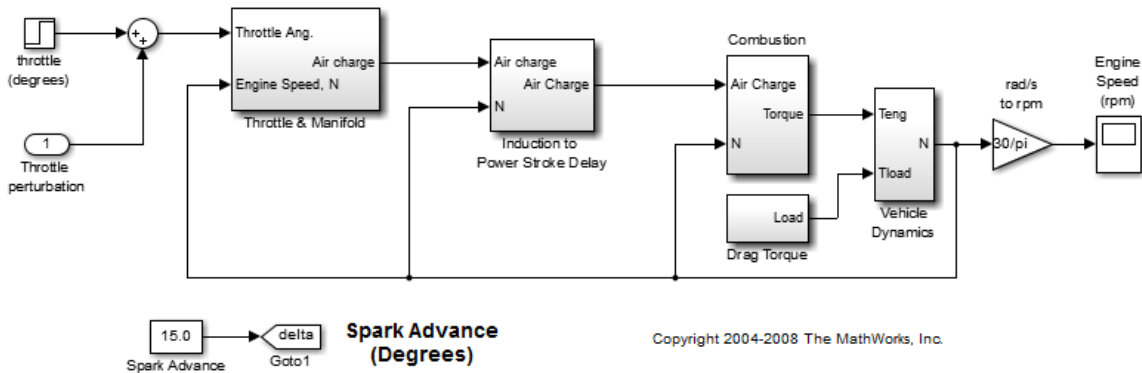 throttle
(degrees)
++
1
Throttle
perturbation
Throttle Ang.
Air charge
Engine Speed, N
Throttle & Manifold
Air charge
Air Charge
N
Induction to
Power Stroke Delay
Combustion
Air Charge
Torque
N
Load
Drag Torque
Teng
N
Tload
Vehicle
Dynamics
rad/s
to rpm
30/pi
Engine
Speed
(rpm)
15.0
Spark Advance
delta
Goto1
Spark Advance
(Degrees)
Copyright 2004-2008 The MathWorks, Inc.